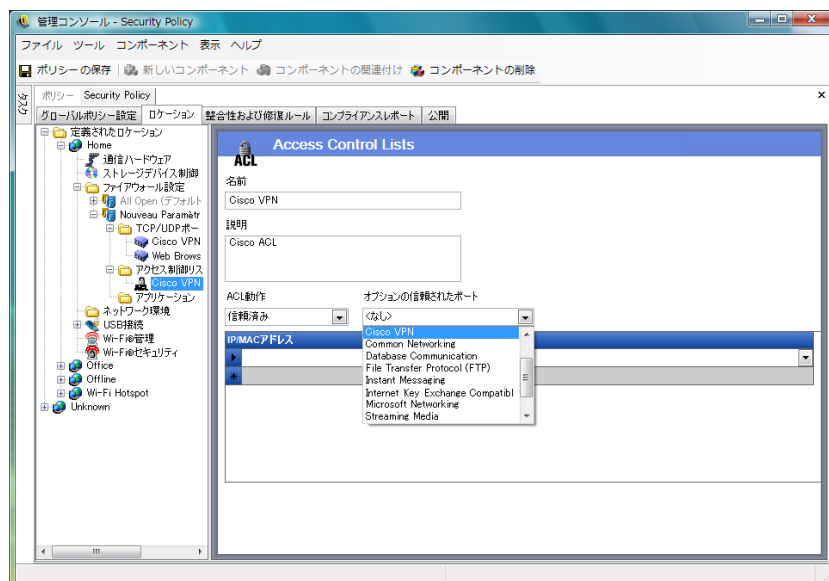 管理コンソール - Security Policy
ファイル ツール コンポーネント 表示 ヘルプ
ポリシーの保存 新しいコンポーネント コンポーネントの関連付け コンポーネントの削除
タスク
ポリシー Security Policy
グローバルポリシー設定 ロケーション 整合性および修復ルール コンプライアンスレポート 公開
定義されたロケーション
Home
通信ハードウェア
ストレージデバイス制御
ファイアウォール設定
All Open (デフォルト
Nouveau Paramètr
TCP/UDPポー
Cisco VPN
Web Brows
アクセス制御リス
Cisco VPN
アプリケーション
ネットワーク環境
USB接続
Wi-Fi®管理
Wi-Fi®セキュリティ
Office
Offline
Wi-Fi Hotspot
Unknown
ACL
Access Control Lists
名前
Cisco VPN
説明
Cisco ACL
ACL動作
信頼済み
オプションの信頼されたポート
<なし>
Cisco VPN
Common Networking
Database Communication
File Transfer Protocol (FTP)
Instant Messaging
Internet Key Exchange Compatibl
Microsoft Networking
Streaming Media
IP/MACアドレス